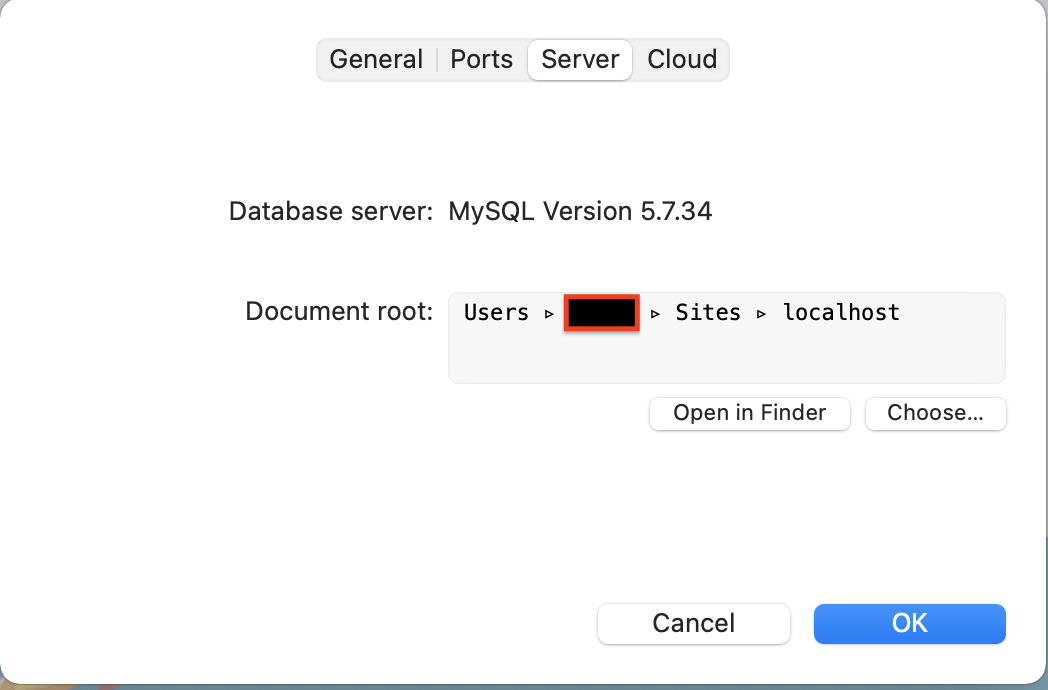 General Ports Server Cloud
Database server: MySQL Version 5.7.34
Document root: Users ▹ ▹ Sites ▹ localhost
Open in Finder Choose...
Cancel OK